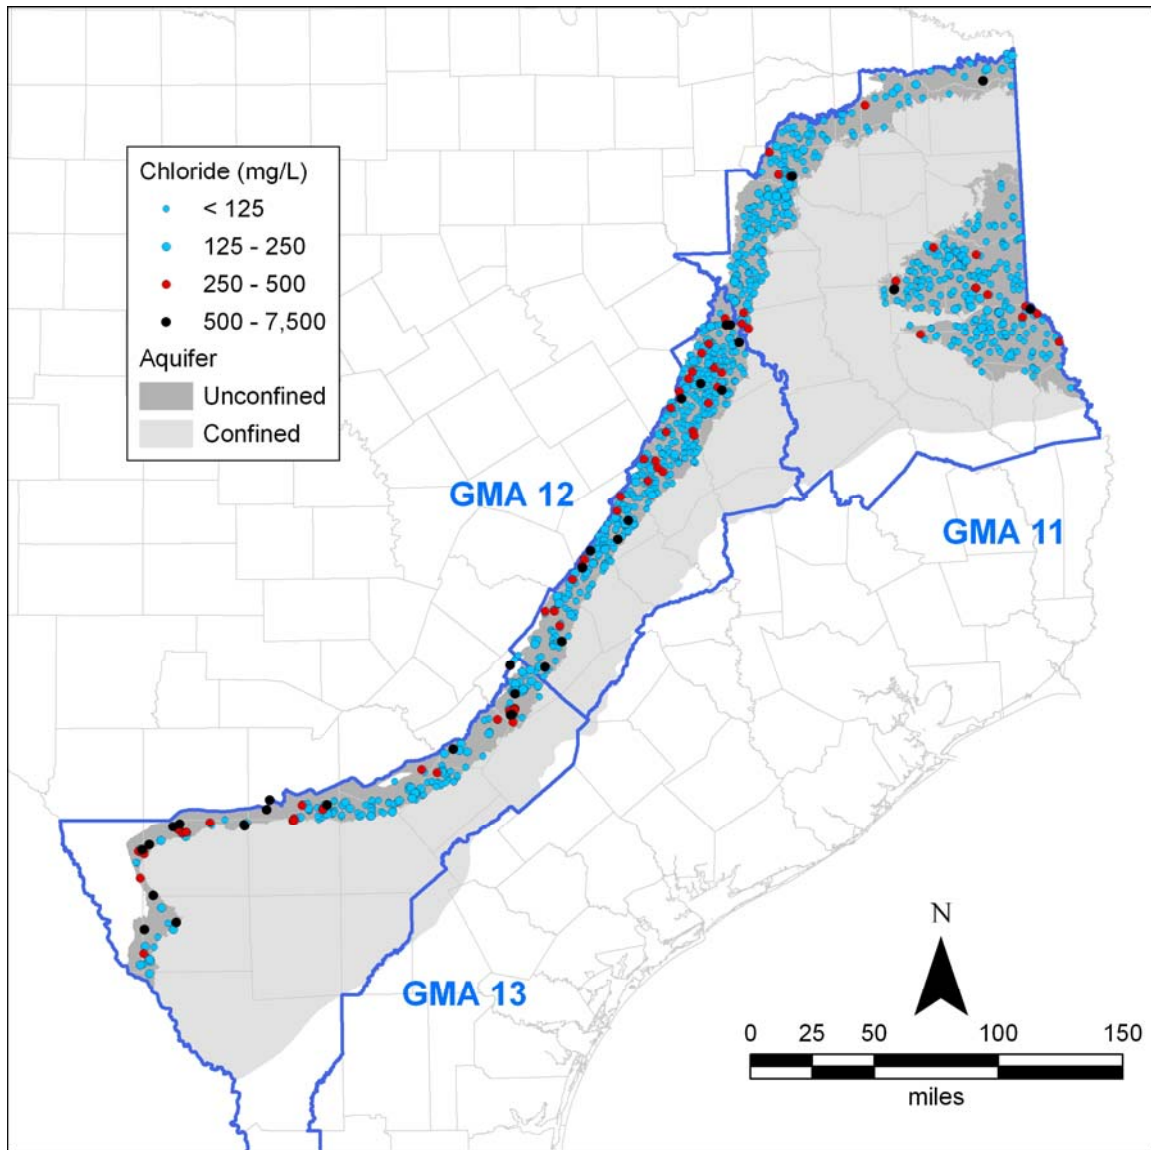 Chloride (mg/L)
< 125
125 - 250
250 - 500
500 - 7,500
Aquifer
Unconfined
Confined
GMA 12
GMA 11
GMA 13
N
0 25 50 100 150
miles